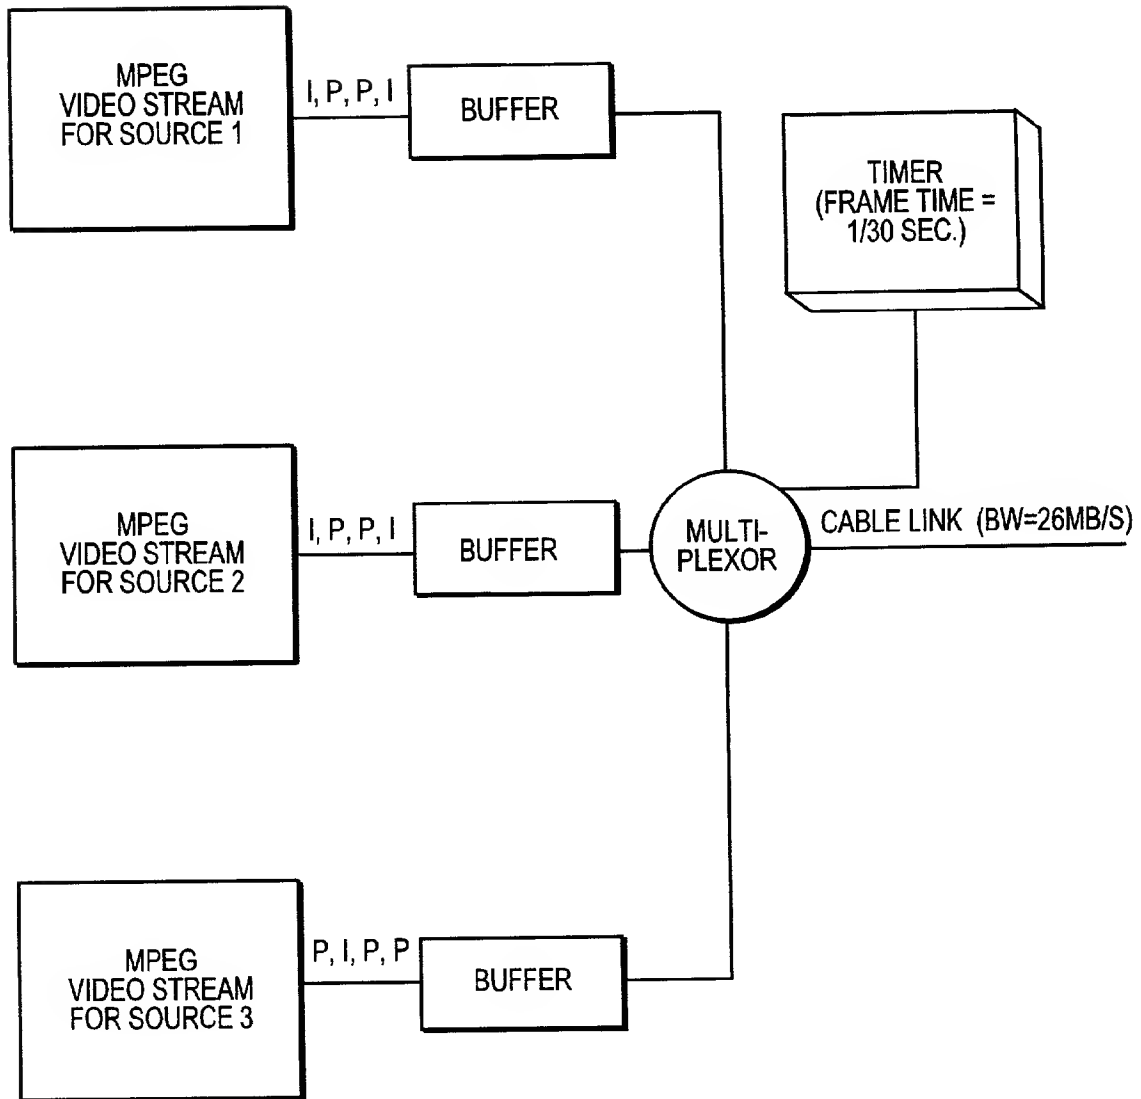 MPEG
VIDEO STREAM
FOR SOURCE 1
I, P, P, I
BUFFER
TIMER
(FRAME TIME =
1/30 SEC.)
MPEG
VIDEO STREAM
FOR SOURCE 2
I, P, P, I
BUFFER
MULTI-
PLEXOR
CABLE LINK (BW=26MB/S)
MPEG
VIDEO STREAM
FOR SOURCE 3
P, I, P, P
BUFFER